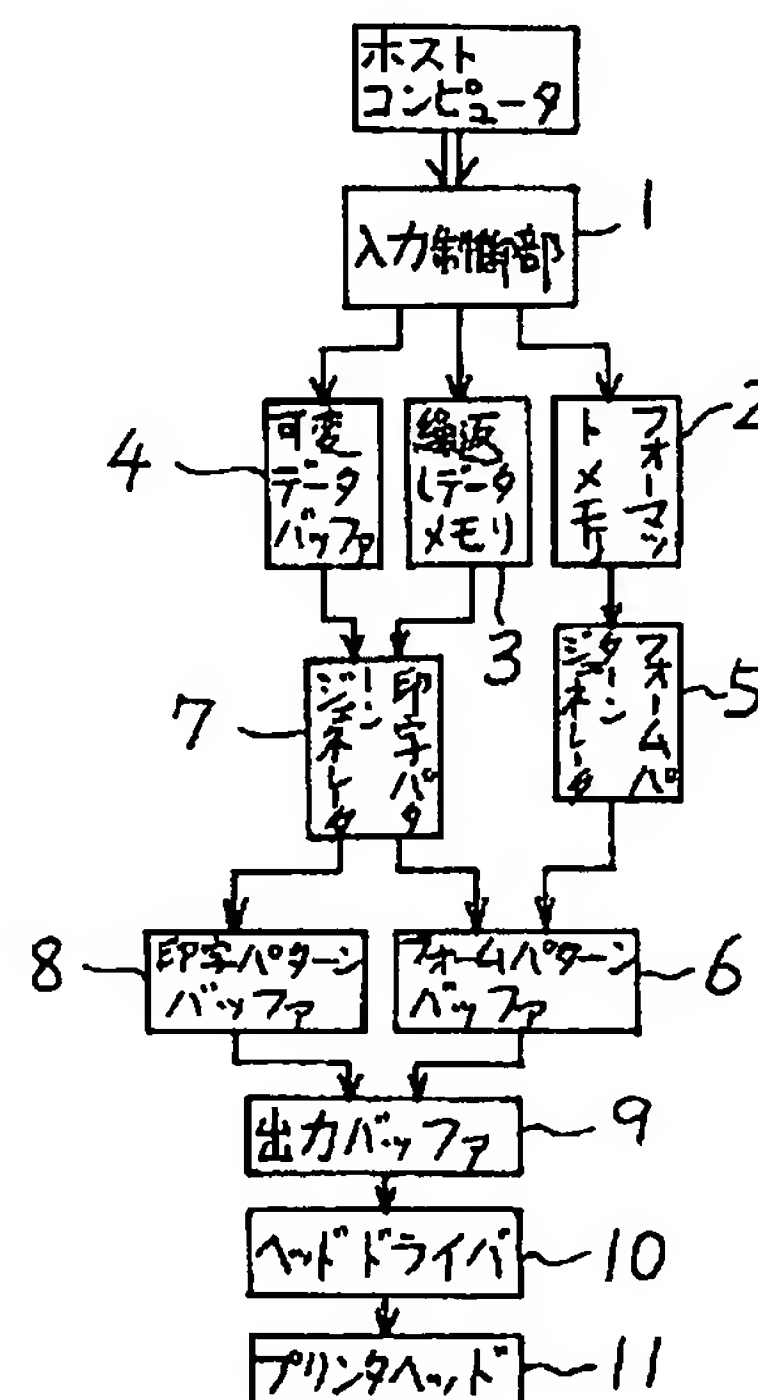 ホスト
コンピュータ
1
入力制御部
4
可変
データ
バッファ
繰返
しデータ
メモリ
3
フォーマッ
トメモリ
2
7
印字パタ
ーン
ジェネレータ
フォームパ
ターン
ジェネレータ
5
8
印字パターン
バッファ
フォームパターン
バッファ
6
出力バッファ
9
ヘッドドライバ
10
プリンタヘッド
11